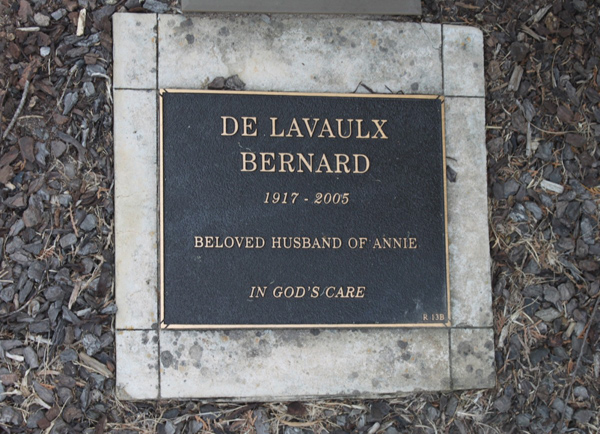 DE LAVAULX
BERNARD
1917 - 2005
BELOVED HUSBAND OF ANNIE
IN GOD'S CARE
R 13B